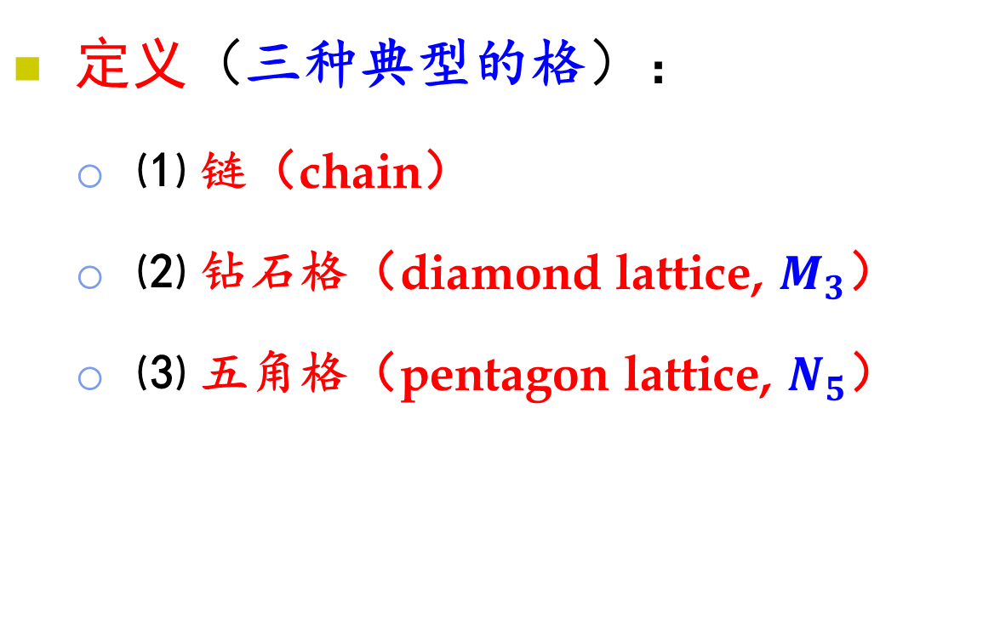 定义（三种典型的格）：
(1) 链（chain）
(2) 钻石格（diamond lattice, M₃）
(3) 五角格（pentagon lattice, N₅）